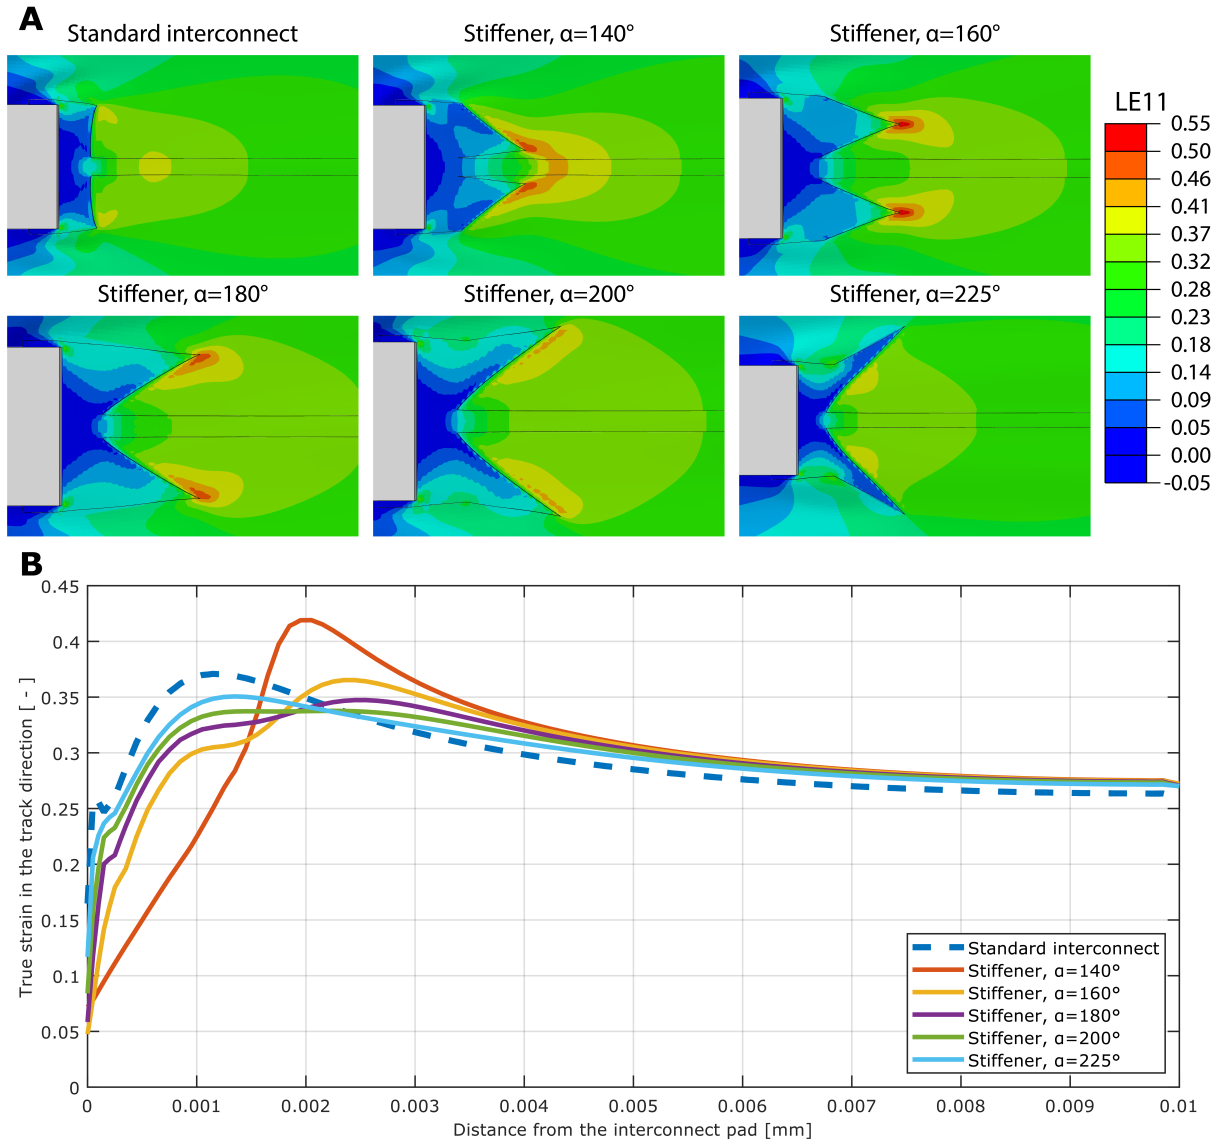 A
Standard interconnect
Stiffener, α=140°
Stiffener, α=160°
LE11
0.55
0.50
0.46
0.41
0.37
0.32
0.28
0.23
0.18
0.14
0.09
0.05
0.00
-0.05
Stiffener, α=180°
Stiffener, α=200°
Stiffener, α=225°
B
True strain in the track direction [ - ]
0.45
0.4
0.35
0.3
0.25
0.2
0.15
0.1
0.05
0
Standard interconnect
Stiffener, α=140°
Stiffener, α=160°
Stiffener, α=180°
Stiffener, α=200°
Stiffener, α=225°
0 0.001 0.002 0.003 0.004 0.005 0.006 0.007 0.008 0.009 0.01
Distance from the interconnect pad [mm]